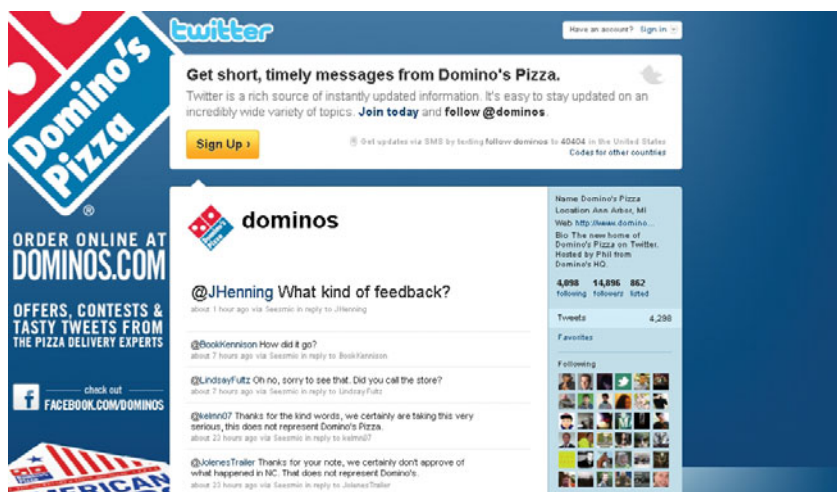 Domino's
Pizza
®
ORDER ONLINE AT
DOMINOS.COM
OFFERS, CONTESTS &
TASTY TWEETS FROM
THE PIZZA DELIVERY EXPERTS
f
check out
FACEBOOK.COM/DOMINOS
AMERICAN
twitter
Have an account? Sign in
Get short, timely messages from Domino's Pizza.
Twitter is a rich source of instantly updated information. It's easy to stay updated on an
incredibly wide variety of topics. Join today and follow @dominos.
Sign Up ›
Get updates via SMS by texting follow dominos to 40404 in the United States
Codes for other countries
Domino's
Pizza
dominos
@JHenning What kind of feedback?
about 1 hour ago via Seesmic in reply to JHenning
@BookKennison How did it go?
about 7 hours ago via Seesmic in reply to BookKennison
@LindsayFultz Oh no, sorry to see that. Did you call the store?
about 7 hours ago via Seesmic in reply to LindsayFultz
@kelmn07 Thanks for the kind words, we certainly are taking this very
serious, this does not represent Domino's Pizza.
about 23 hours ago via Seesmic in reply to kelmn07
@JolenesTrailer Thanks for your note, we certainly don't approve of
what happened in NC. That does not represent Domino's.
about 23 hours ago via Seesmic in reply to JolenesTrailer
Name Domino's Pizza
Location Ann Arbor, MI
Web http://www.domino...
Bio The new home of
Domino's Pizza on Twitter.
Hosted by Phil from
Domino's HQ.
4,098 14,896 862
following followers listed
Tweets 4,298
Favorites
Following